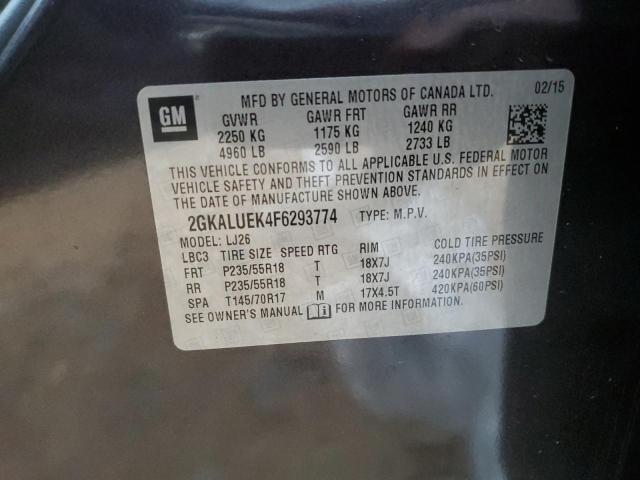 GM
MFD BY GENERAL MOTORS OF CANADA LTD. 02/15
GVWR GAWR FRT GAWR RR
2250 KG 1175 KG 1240 KG
4960 LB 2590 LB 2733 LB
THIS VEHICLE CONFORMS TO ALL APPLICABLE U.S. FEDERAL MOTOR
VEHICLE SAFETY AND THEFT PREVENTION STANDARDS IN EFFECT ON
THE DATE OF MANUFACTURE SHOWN ABOVE.
2GKALUEK4F6293774 TYPE: M.P.V.
MODEL: LJ26
LBC3 TIRE SIZE SPEED RTG RIM COLD TIRE PRESSURE
FRT P235/55R18 T 18X7J 240KPA(35PSI)
RR P235/55R18 T 18X7J 240KPA(35PSI)
SPA T145/70R17 M 17X4.5T 420KPA(60PSI)
SEE OWNER'S MANUAL FOR MORE INFORMATION.